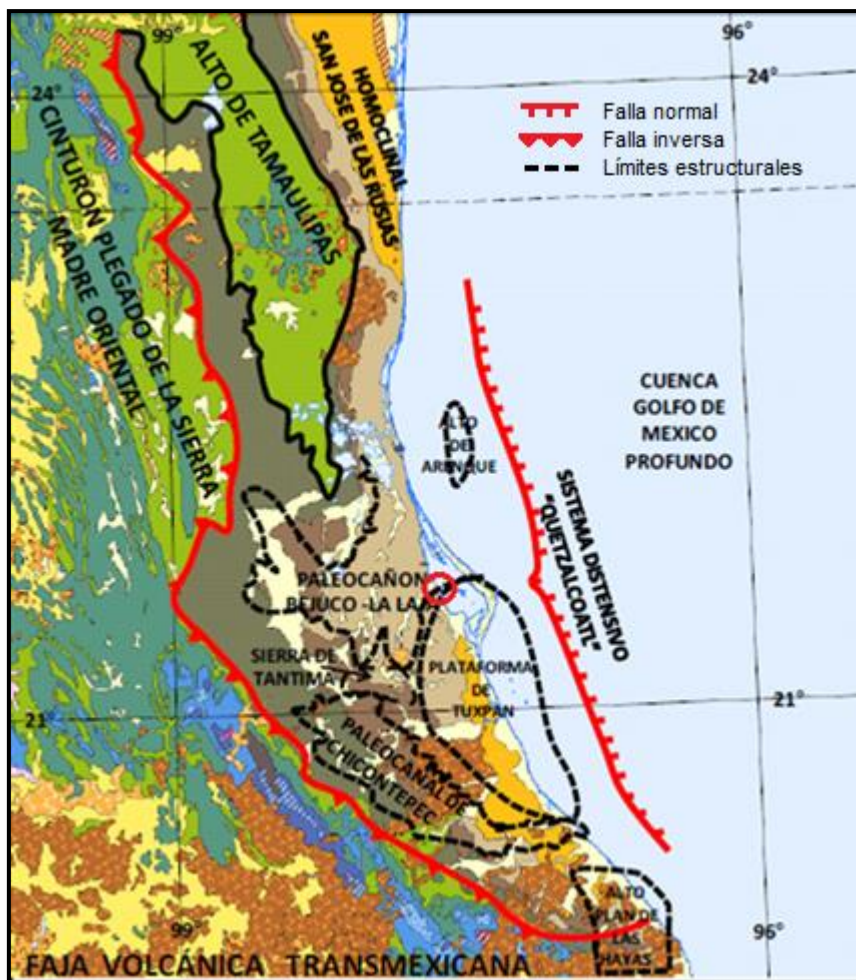 99°
96°
24°
24°
ALTO DE TAMAULIPAS
HOMOCLINAL
SAN JOSE DE LAS RUSIAS
Falla normal
Falla inversa
Límites estructurales
CINTURON PLEGADO DE LA SIERRA
MADRE ORIENTAL
CUENCA
GOLFO DE
MEXICO
PROFUNDO
ALTO
DE
ARENQUE
SISTEMA DISTENSIVO
"QUETZALCOATL"
PALEOCAÑON
BEJUCO -LA LAJA
SIERRA DE
TANTIMA
PLATAFORMA
DE
TUXPAN
21°
21°
PALEOCANAL DE
CHICONTEPEC
ALTO
PLAN DE
LAS
HAYAS
99°
96°
FAJA VOLCÁNICA TRANSMEXICANA